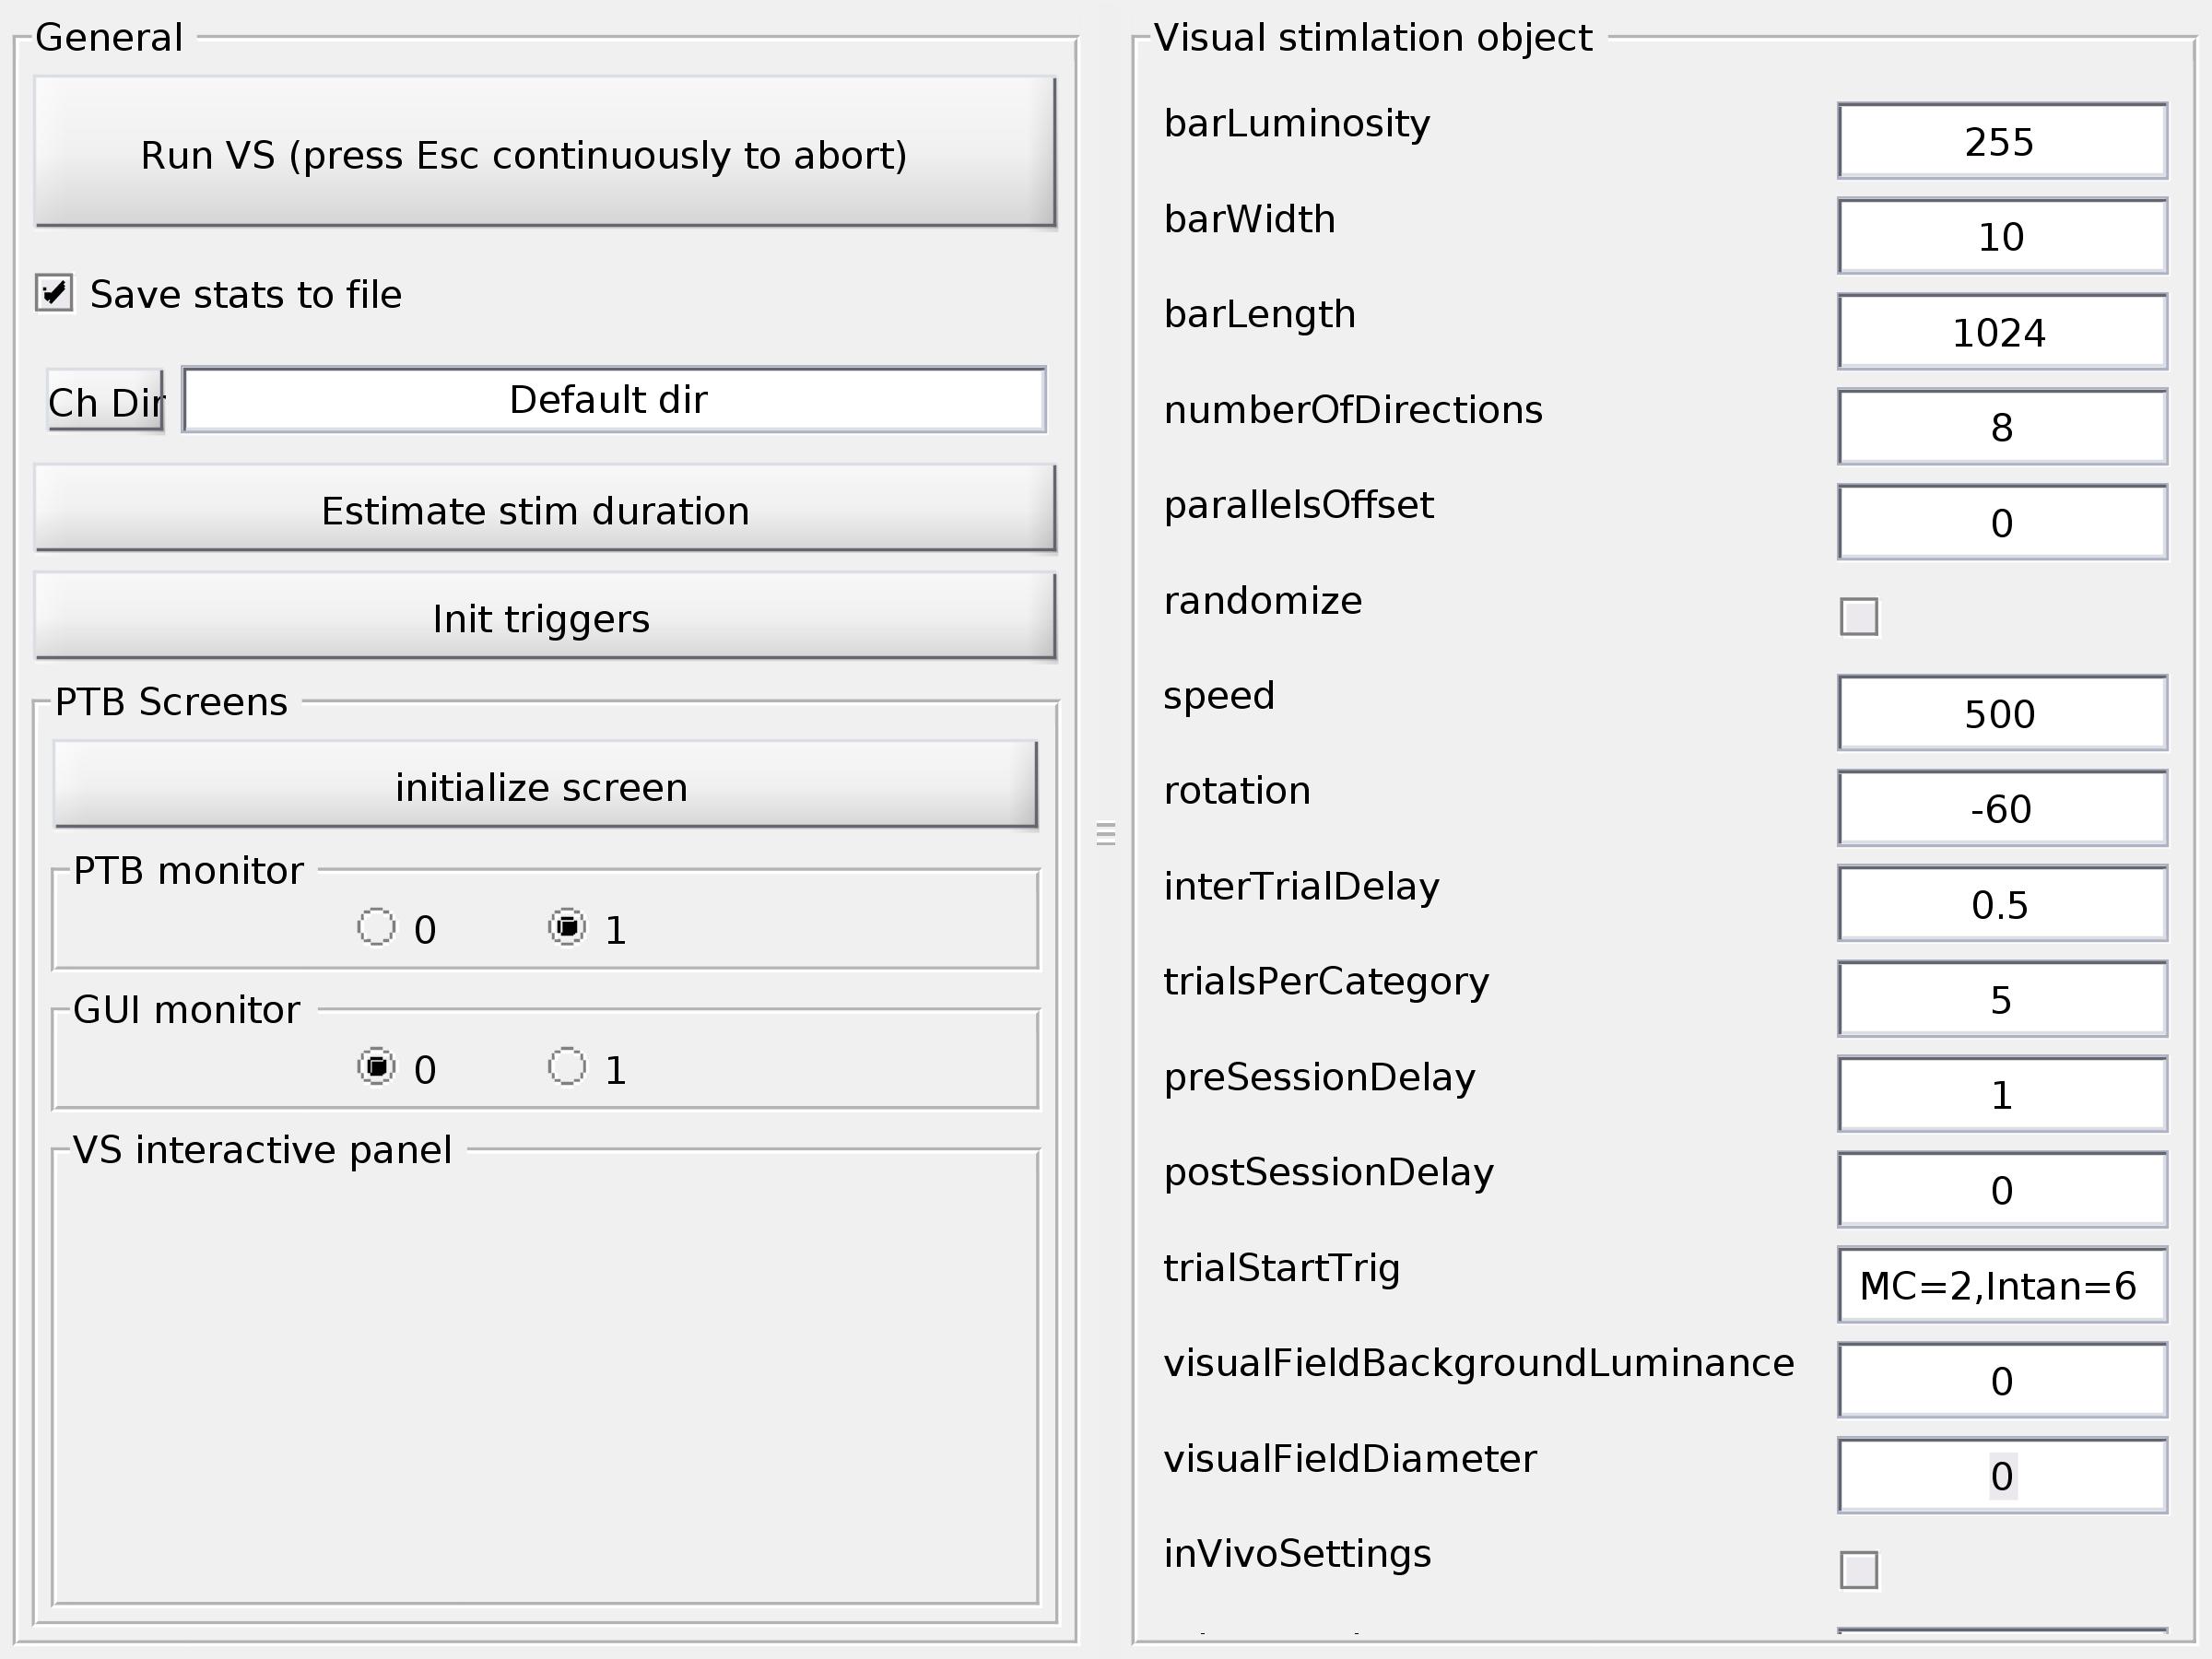 General
Run VS (press Esc continuously to abort)
Save stats to file
Ch Dir
Default dir
Estimate stim duration
Init triggers
PTB Screens
initialize screen
PTB monitor
0 1
GUI monitor
0 1
VS interactive panel
Visual stimlation object
barLuminosity 255
barWidth 10
barLength 1024
numberOfDirections 8
parallelsOffset 0
randomize
speed 500
rotation -60
interTrialDelay 0.5
trialsPerCategory 5
preSessionDelay 1
postSessionDelay 0
trialStartTrig MC=2,Intan=6
visualFieldBackgroundLuminance 0
visualFieldDiameter 0
inVivoSettings